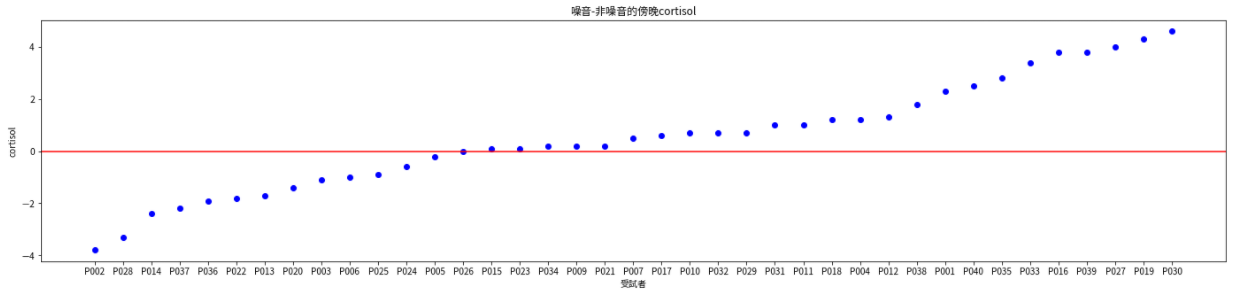 噪音-非噪音的傍晚cortisol
cortisol
4
2
0
−2
−4
P002 P028 P014 P037 P036 P022 P013 P020 P003 P006 P025 P024 P005 P026 P015 P023 P034 P009 P021 P007 P017 P010 P032 P029 P031 P011 P018 P004 P012 P038 P001 P040 P035 P033 P016 P039 P027 P019 P030
受試者